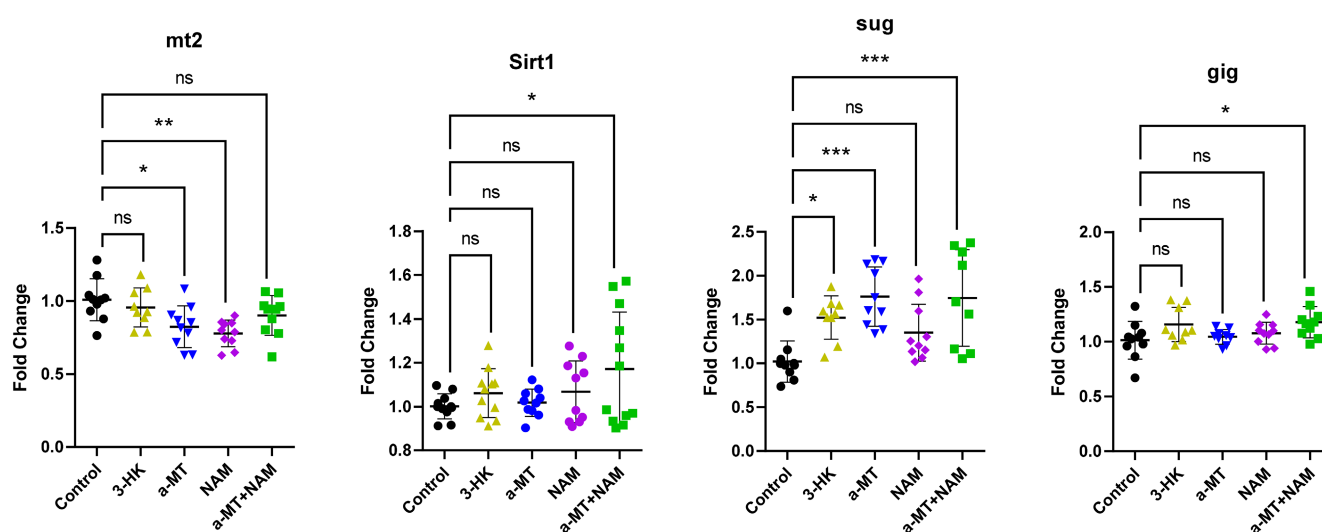 mt2
ns
**
*
ns
1.5
1.0
0.5
0.0
Fold Change
Control
3-HK
a-MT
NAM
a-MT+NAM
Sirt1
*
ns
ns
ns
1.8
1.6
1.4
1.2
1.0
0.8
Fold Change
Control
3-HK
a-MT
NAM
a-MT+NAM
sug
***
ns
***
*
2.5
2.0
1.5
1.0
0.5
0.0
Fold Change
Control
3-HK
a-MT
NAM
a-MT+NAM
gig
*
ns
ns
ns
2.0
1.5
1.0
0.5
0.0
Fold Change
Control
3-HK
a-MT
NAM
a-MT+NAM